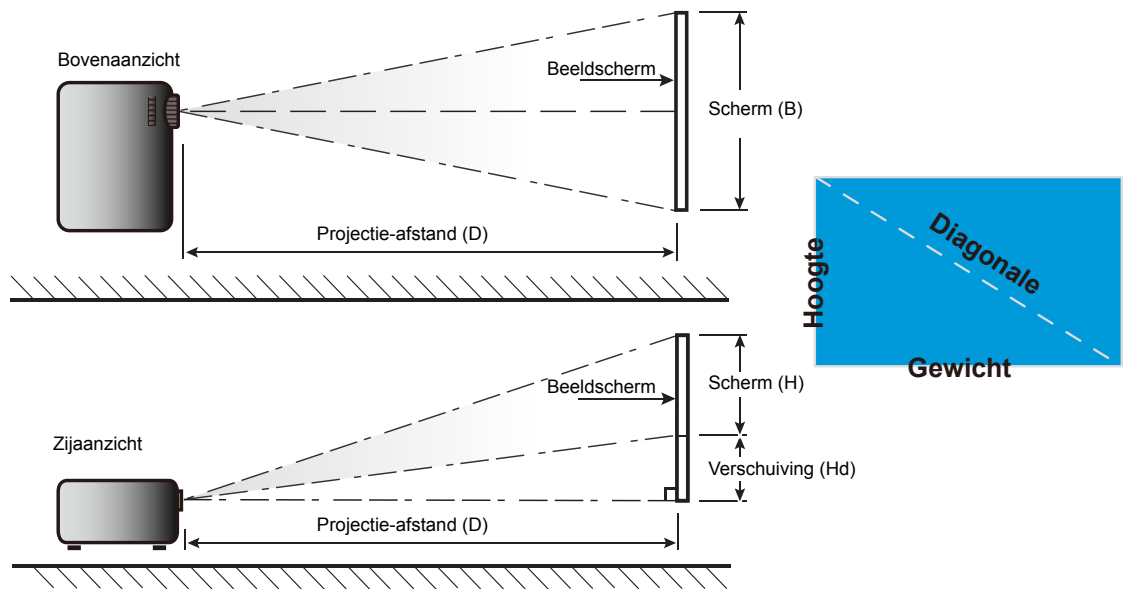 Bovenaanzicht
Beeldscherm
Scherm (B)
Projectie-afstand (D)
Hoogte
Diagonale
Gewicht
Zijaanzicht
Beeldscherm
Scherm (H)
Verschuiving (Hd)
Projectie-afstand (D)